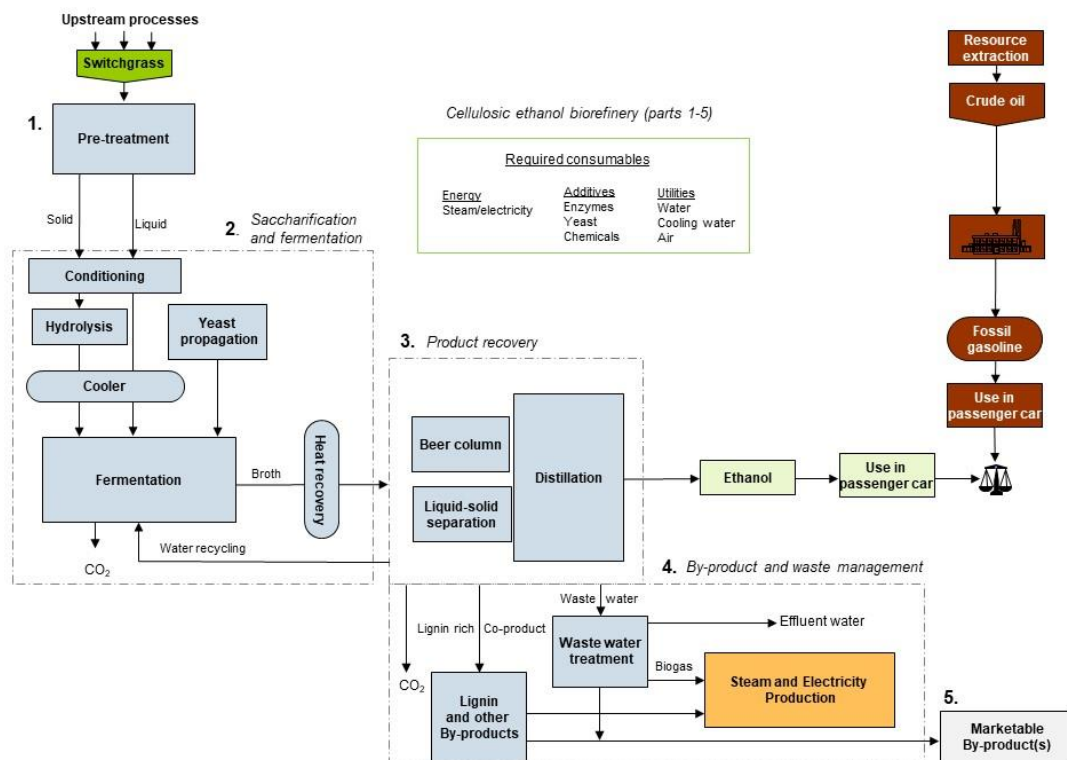 Upstream processes
Switchgrass
1.
Pre-treatment
Solid
Liquid
2. Saccharification
and fermentation
Conditioning
Hydrolysis
Yeast
propagation
Cooler
Fermentation
Broth
Heat recovery
CO2
Water recycling
Cellulosic ethanol biorefinery (parts 1-5)
Required consumables
Energy
Steam/electricity
Additives
Enzymes
Yeast
Chemicals
Utilities
Water
Cooling water
Air
3. Product recovery
Beer column
Liquid-solid
separation
Distillation
Ethanol
Use in
passenger car
Resource
extraction
Crude oil
Fossil
gasoline
Use in
passenger car
4. By-product and waste management
Waste water
Lignin rich Co-product
CO2
Waste water
treatment
Effluent water
Biogas
Steam and Electricity
Production
Lignin
and other
By-products
5.
Marketable
By-product(s)